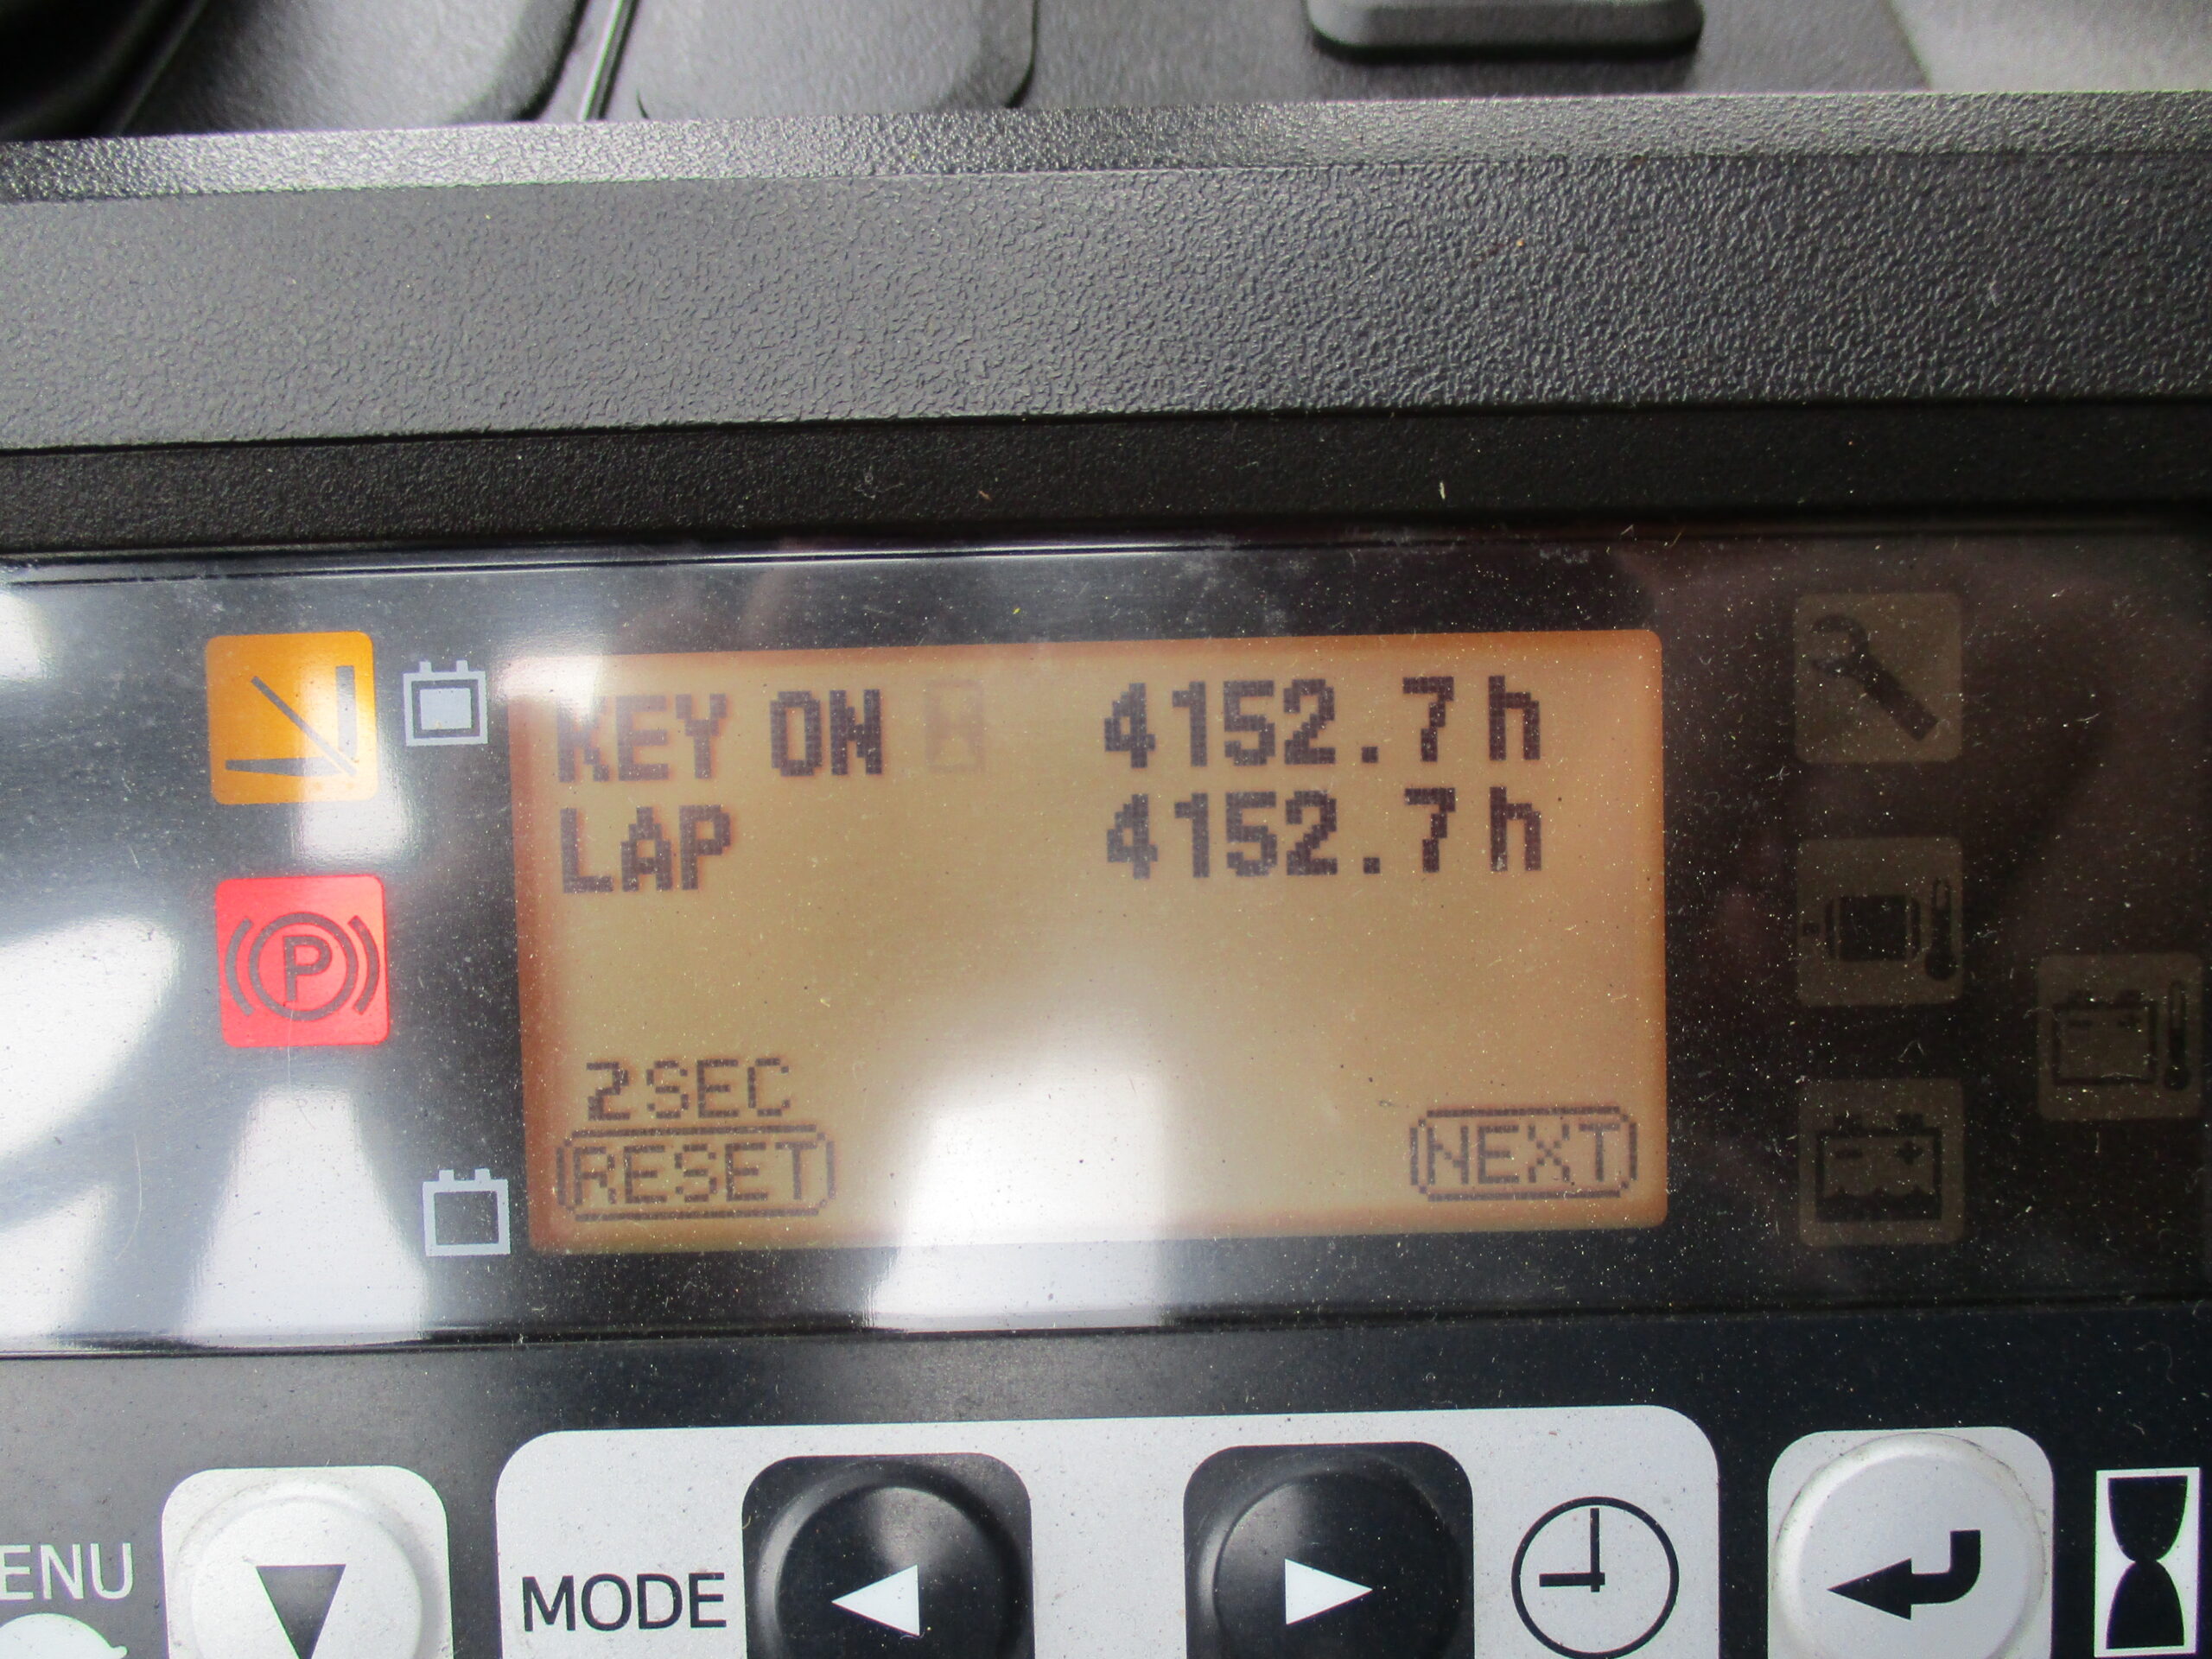 KEY ON 4152.7h
LAP 4152.7h
2SEC
RESET NEXT
P
ENU
MODE